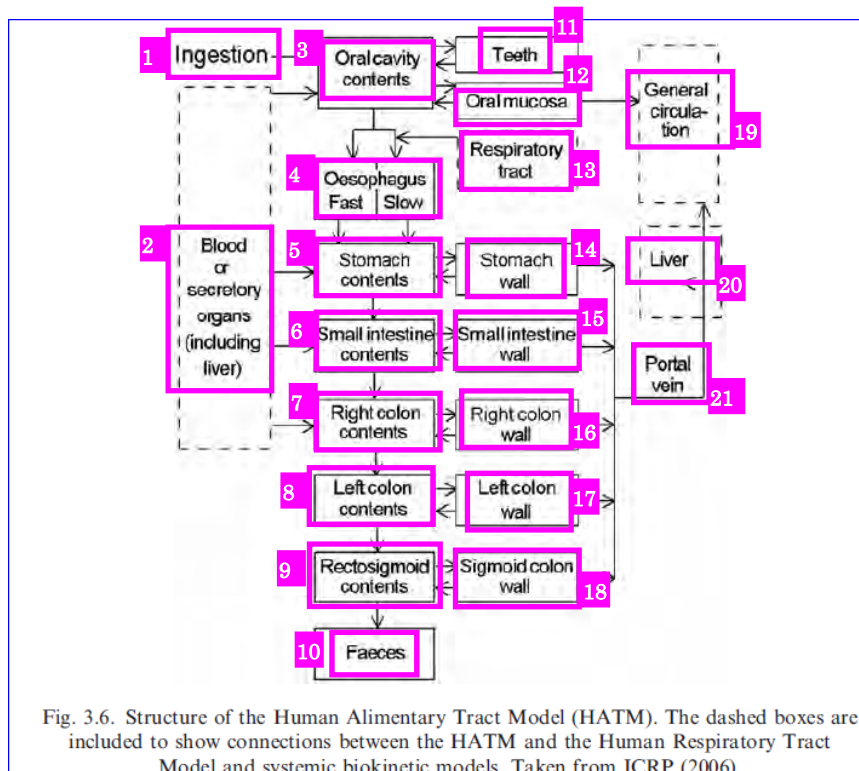 1
Ingestion
2
Blood
or
secretory
organs
(including
liver)
3
Oral cavity
contents
4
Oesophagus
Fast
Slow
5
Stomach
contents
6
Small intestine
contents
7
Right colon
contents
8
Left colon
contents
9
Rectosigmoid
contents
10
Faeces
11
Teeth
12
Oral mucosa
13
Respiratory
tract
14
Stomach
wall
15
Small intestine
wall
16
Right colon
wall
17
Left colon
wall
18
Sigmoid colon
wall
19
General
circula-
tion
20
Liver
21
Portal
vein
Fig. 3.6. Structure of the Human Alimentary Tract Model (HATM). The dashed boxes are
included to show connections between the HATM and the Human Respiratory Tract
Model and systemic biokinetic models. Taken from ICRP (2006)